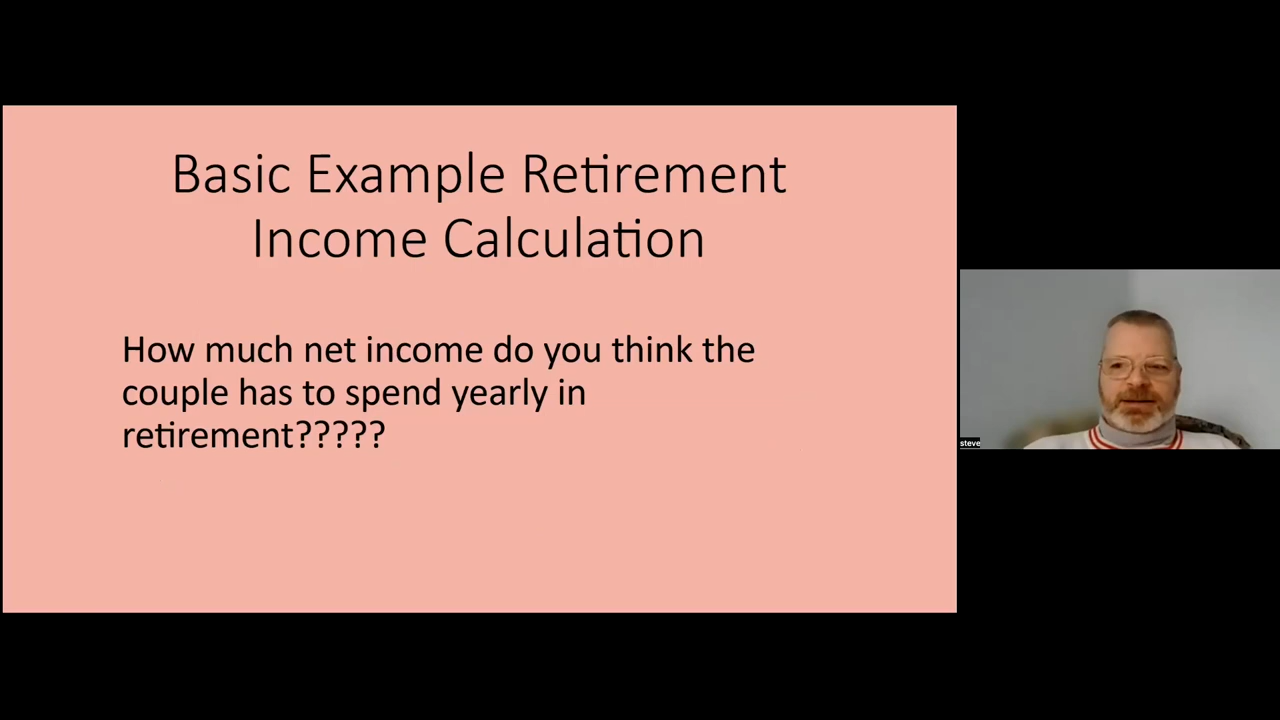 Basic Example Retirement
Income Calculation
How much net income do you think the
couple has to spend yearly in
retirement?????
steve